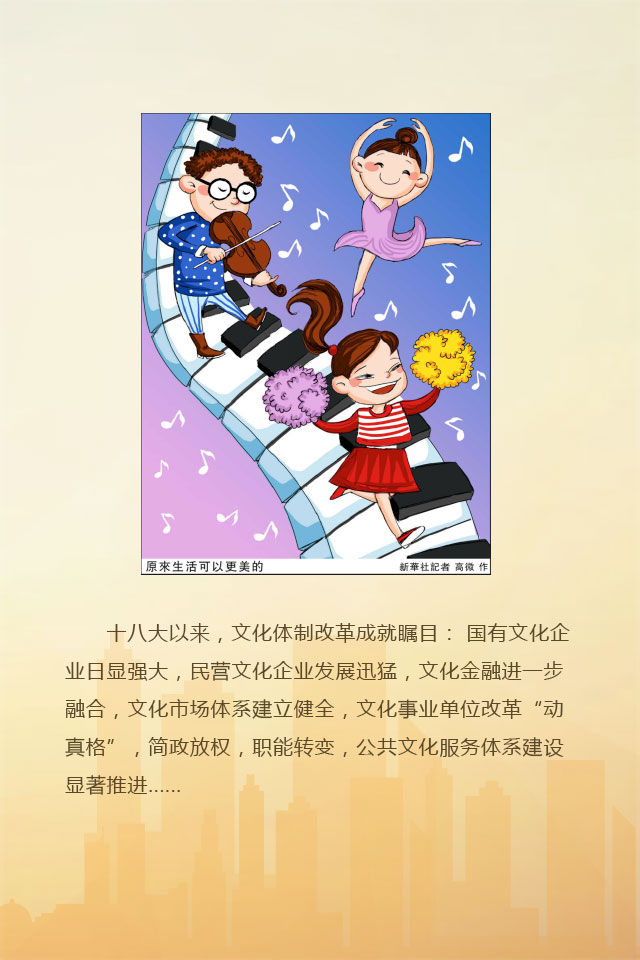 原來生活可以更美的
新華社記者 高微 作
十八大以来，文化体制改革成就瞩目： 国有文化企
业日显强大，民营文化企业发展迅猛，文化金融进一步
融合，文化市场体系建立健全，文化事业单位改革“动
真格”，简政放权，职能转变，公共文化服务体系建设
显著推进......